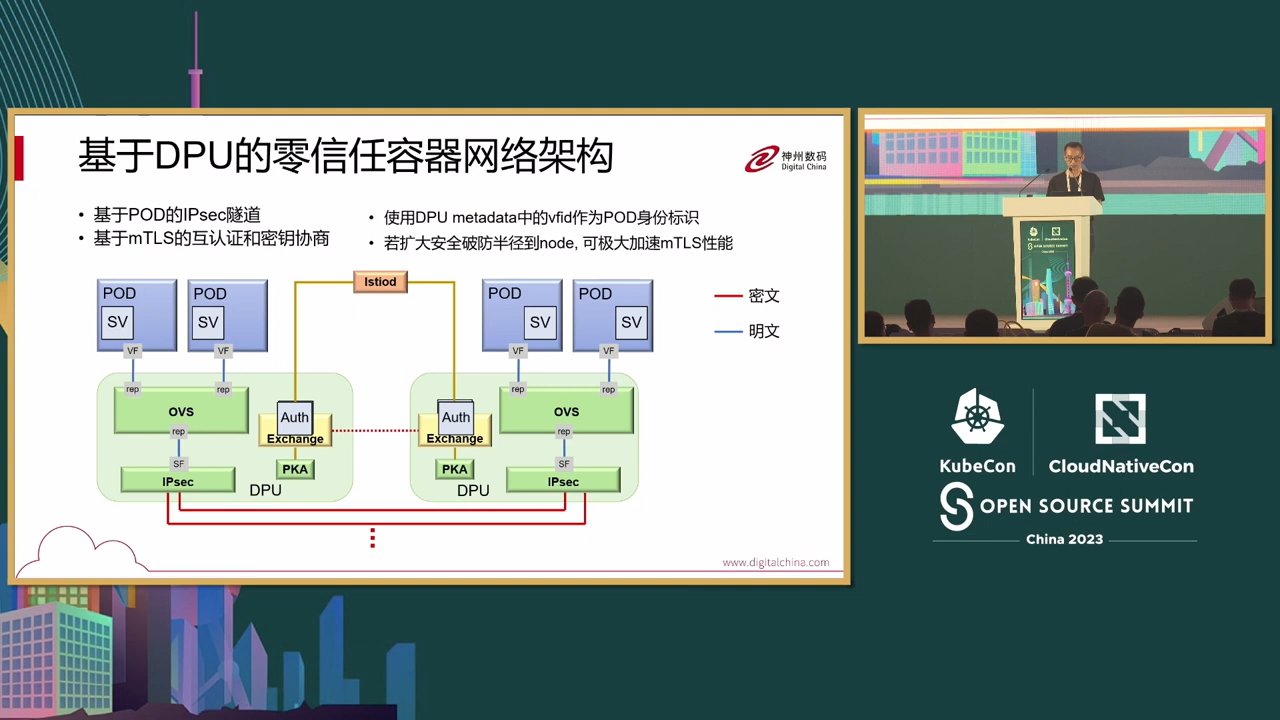 基于DPU的零信任容器网络架构
神州数码
Digital China
• 基于POD的IPsec隧道
• 基于mTLS的互认证和密钥协商
• 使用DPU metadata中的vfid作为POD身份标识
• 若扩大安全破防半径到node, 可极大加速mTLS性能
Istiod
POD
SV
VF
POD
SV
VF
POD
SV
VF
POD
SV
VF
密文
明文
rep
rep
OVS
rep
SF
IPsec
Auth
Exchange
PKA
DPU
Auth
Exchange
PKA
DPU
rep
rep
OVS
rep
SF
IPsec
www.digitalchina.com
KubeCon
CloudNativeCon
OPEN SOURCE SUMMIT
China 2023